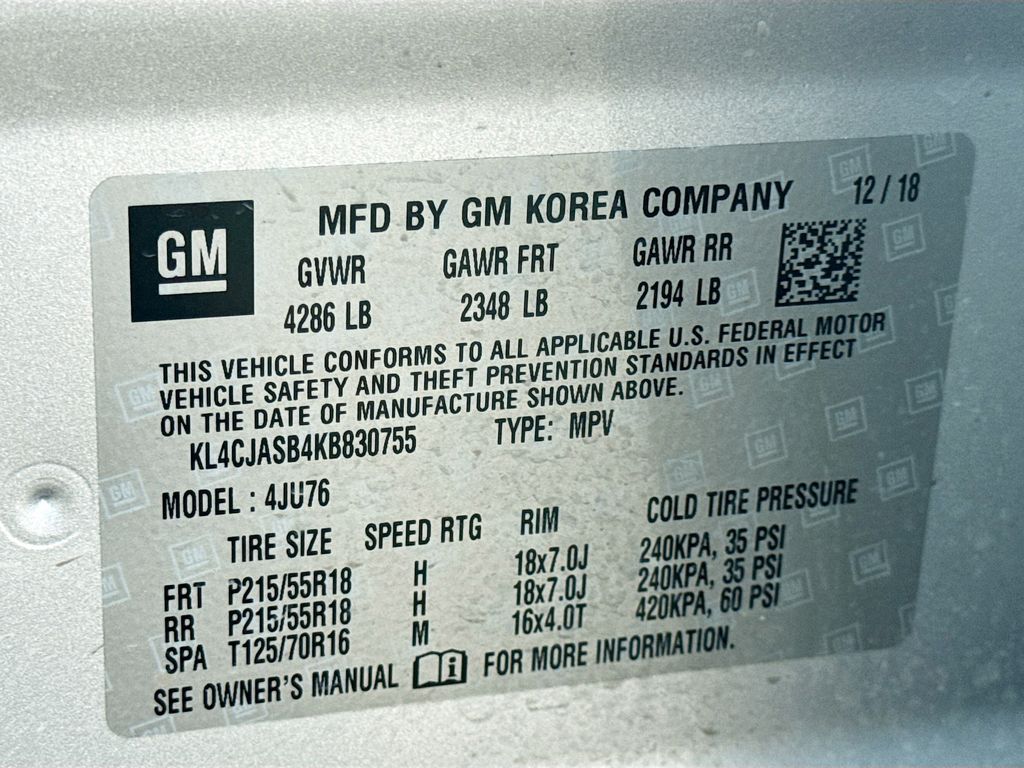 GM
MFD BY GM KOREA COMPANY 12 / 18
GVWR GAWR FRT GAWR RR
4286 LB 2348 LB 2194 LB
THIS VEHICLE CONFORMS TO ALL APPLICABLE U.S. FEDERAL MOTOR
VEHICLE SAFETY AND THEFT PREVENTION STANDARDS IN EFFECT
ON THE DATE OF MANUFACTURE SHOWN ABOVE.
KL4CJASB4KB830755 TYPE: MPV
MODEL : 4JU76
TIRE SIZE SPEED RTG RIM COLD TIRE PRESSURE
FRT P215/55R18 H 18x7.0J 240KPA, 35 PSI
RR P215/55R18 H 18x7.0J 240KPA, 35 PSI
SPA T125/70R16 M 16x4.0T 420KPA, 60 PSI
SEE OWNER'S MANUAL i FOR MORE INFORMATION.